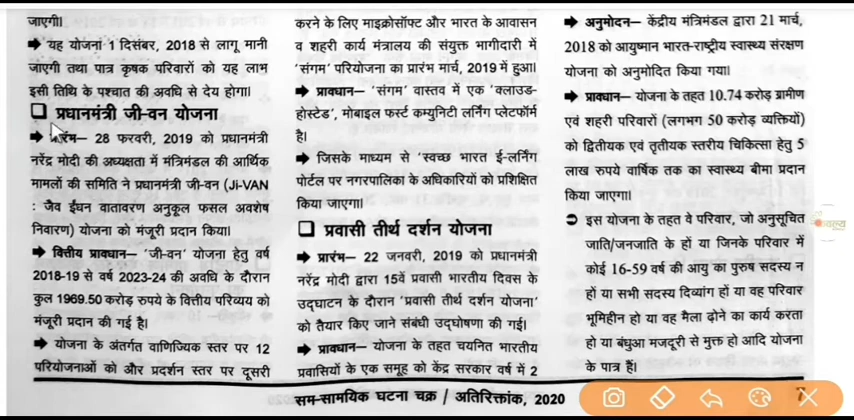 जाएगी।
➡ यह योजना 1 दिसंबर, 2018 से लागू मानी
जाएगी तथा पात्र कृषक परिवारों को यह लाभ
इसी तिथि के पश्चात की अवधि से देय होगा।
❑ प्रधानमंत्री जी-वन योजना
➡ प्रारंभ– 28 फरवरी, 2019 को प्रधानमंत्री
नरेंद्र मोदी की अध्यक्षता में मंत्रिमंडल की आर्थिक
मामलों की समिति ने प्रधानमंत्री जी-वन (Ji-VAN
: जैव ईंधन वातावरण अनुकूल फसल अवशेष
निवारण) योजना को मंजूरी प्रदान किया।
➡ वित्तीय प्रावधान– 'जी-वन' योजना हेतु वर्ष
2018-19 से वर्ष 2023-24 की अवधि के दौरान
कुल 1969.50 करोड़ रुपये के वित्तीय परिव्यय को
मंजूरी प्रदान की गई है।
➡ योजना के अंतर्गत वाणिज्यिक स्तर पर 12
परियोजनाओं को और प्रदर्शन स्तर पर दूसरी
करने के लिए माइक्रोसॉफ्ट और भारत के आवासन
व शहरी कार्य मंत्रालय की संयुक्त भागीदारी में
'संगम' परियोजना का प्रारंभ मार्च, 2019 में हुआ।
➡ प्रावधान– 'संगम' वास्तव में एक 'क्लाउड-
होस्टेड', मोबाइल फर्स्ट कम्युनिटी लर्निंग प्लेटफॉर्म
है।
➡ जिसके माध्यम से 'स्वच्छ भारत ई-लर्निंग
पोर्टल पर नगरपालिका के अधिकारियों को प्रशिक्षित
किया जाएगा।
❑ प्रवासी तीर्थ दर्शन योजना
➡ प्रारंभ– 22 जनवरी, 2019 को प्रधानमंत्री
नरेंद्र मोदी द्वारा 15वें प्रवासी भारतीय दिवस के
उद्घाटन के दौरान 'प्रवासी तीर्थ दर्शन योजना'
को तैयार किए जाने संबंधी उद्घोषणा की गई।
➡ प्रावधान– योजना के तहत चयनित भारतीय
प्रवासियों के एक समूह को केंद्र सरकार वर्ष में 2
➡ अनुमोदन– केंद्रीय मंत्रिमंडल द्वारा 21 मार्च,
2018 को आयुष्मान भारत-राष्ट्रीय स्वास्थ्य संरक्षण
योजना को अनुमोदित किया गया।
➡ प्रावधान– योजना के तहत 10.74 करोड़ ग्रामीण
एवं शहरी परिवारों (लगभग 50 करोड़ व्यक्तियों)
को द्वितीयक एवं तृतीयक स्तरीय चिकित्सा हेतु 5
लाख रुपये वार्षिक तक का स्वास्थ्य बीमा प्रदान
किया जाएगा।
➲ इस योजना के तहत वे परिवार, जो अनुसूचित
जाति/जनजाति के हों या जिनके परिवार में
कोई 16-59 वर्ष की आयु का पुरुष सदस्य न
हों या सभी सदस्य दिव्यांग हों या वह परिवार
भूमिहीन हो या वह मैला ढोने का कार्य करता
हो या बंधुआ मजदूरी से मुक्त हो आदि योजना
के पात्र हैं।
सम-सामयिक घटना चक्र / अतिरिक्तांक, 2020
7